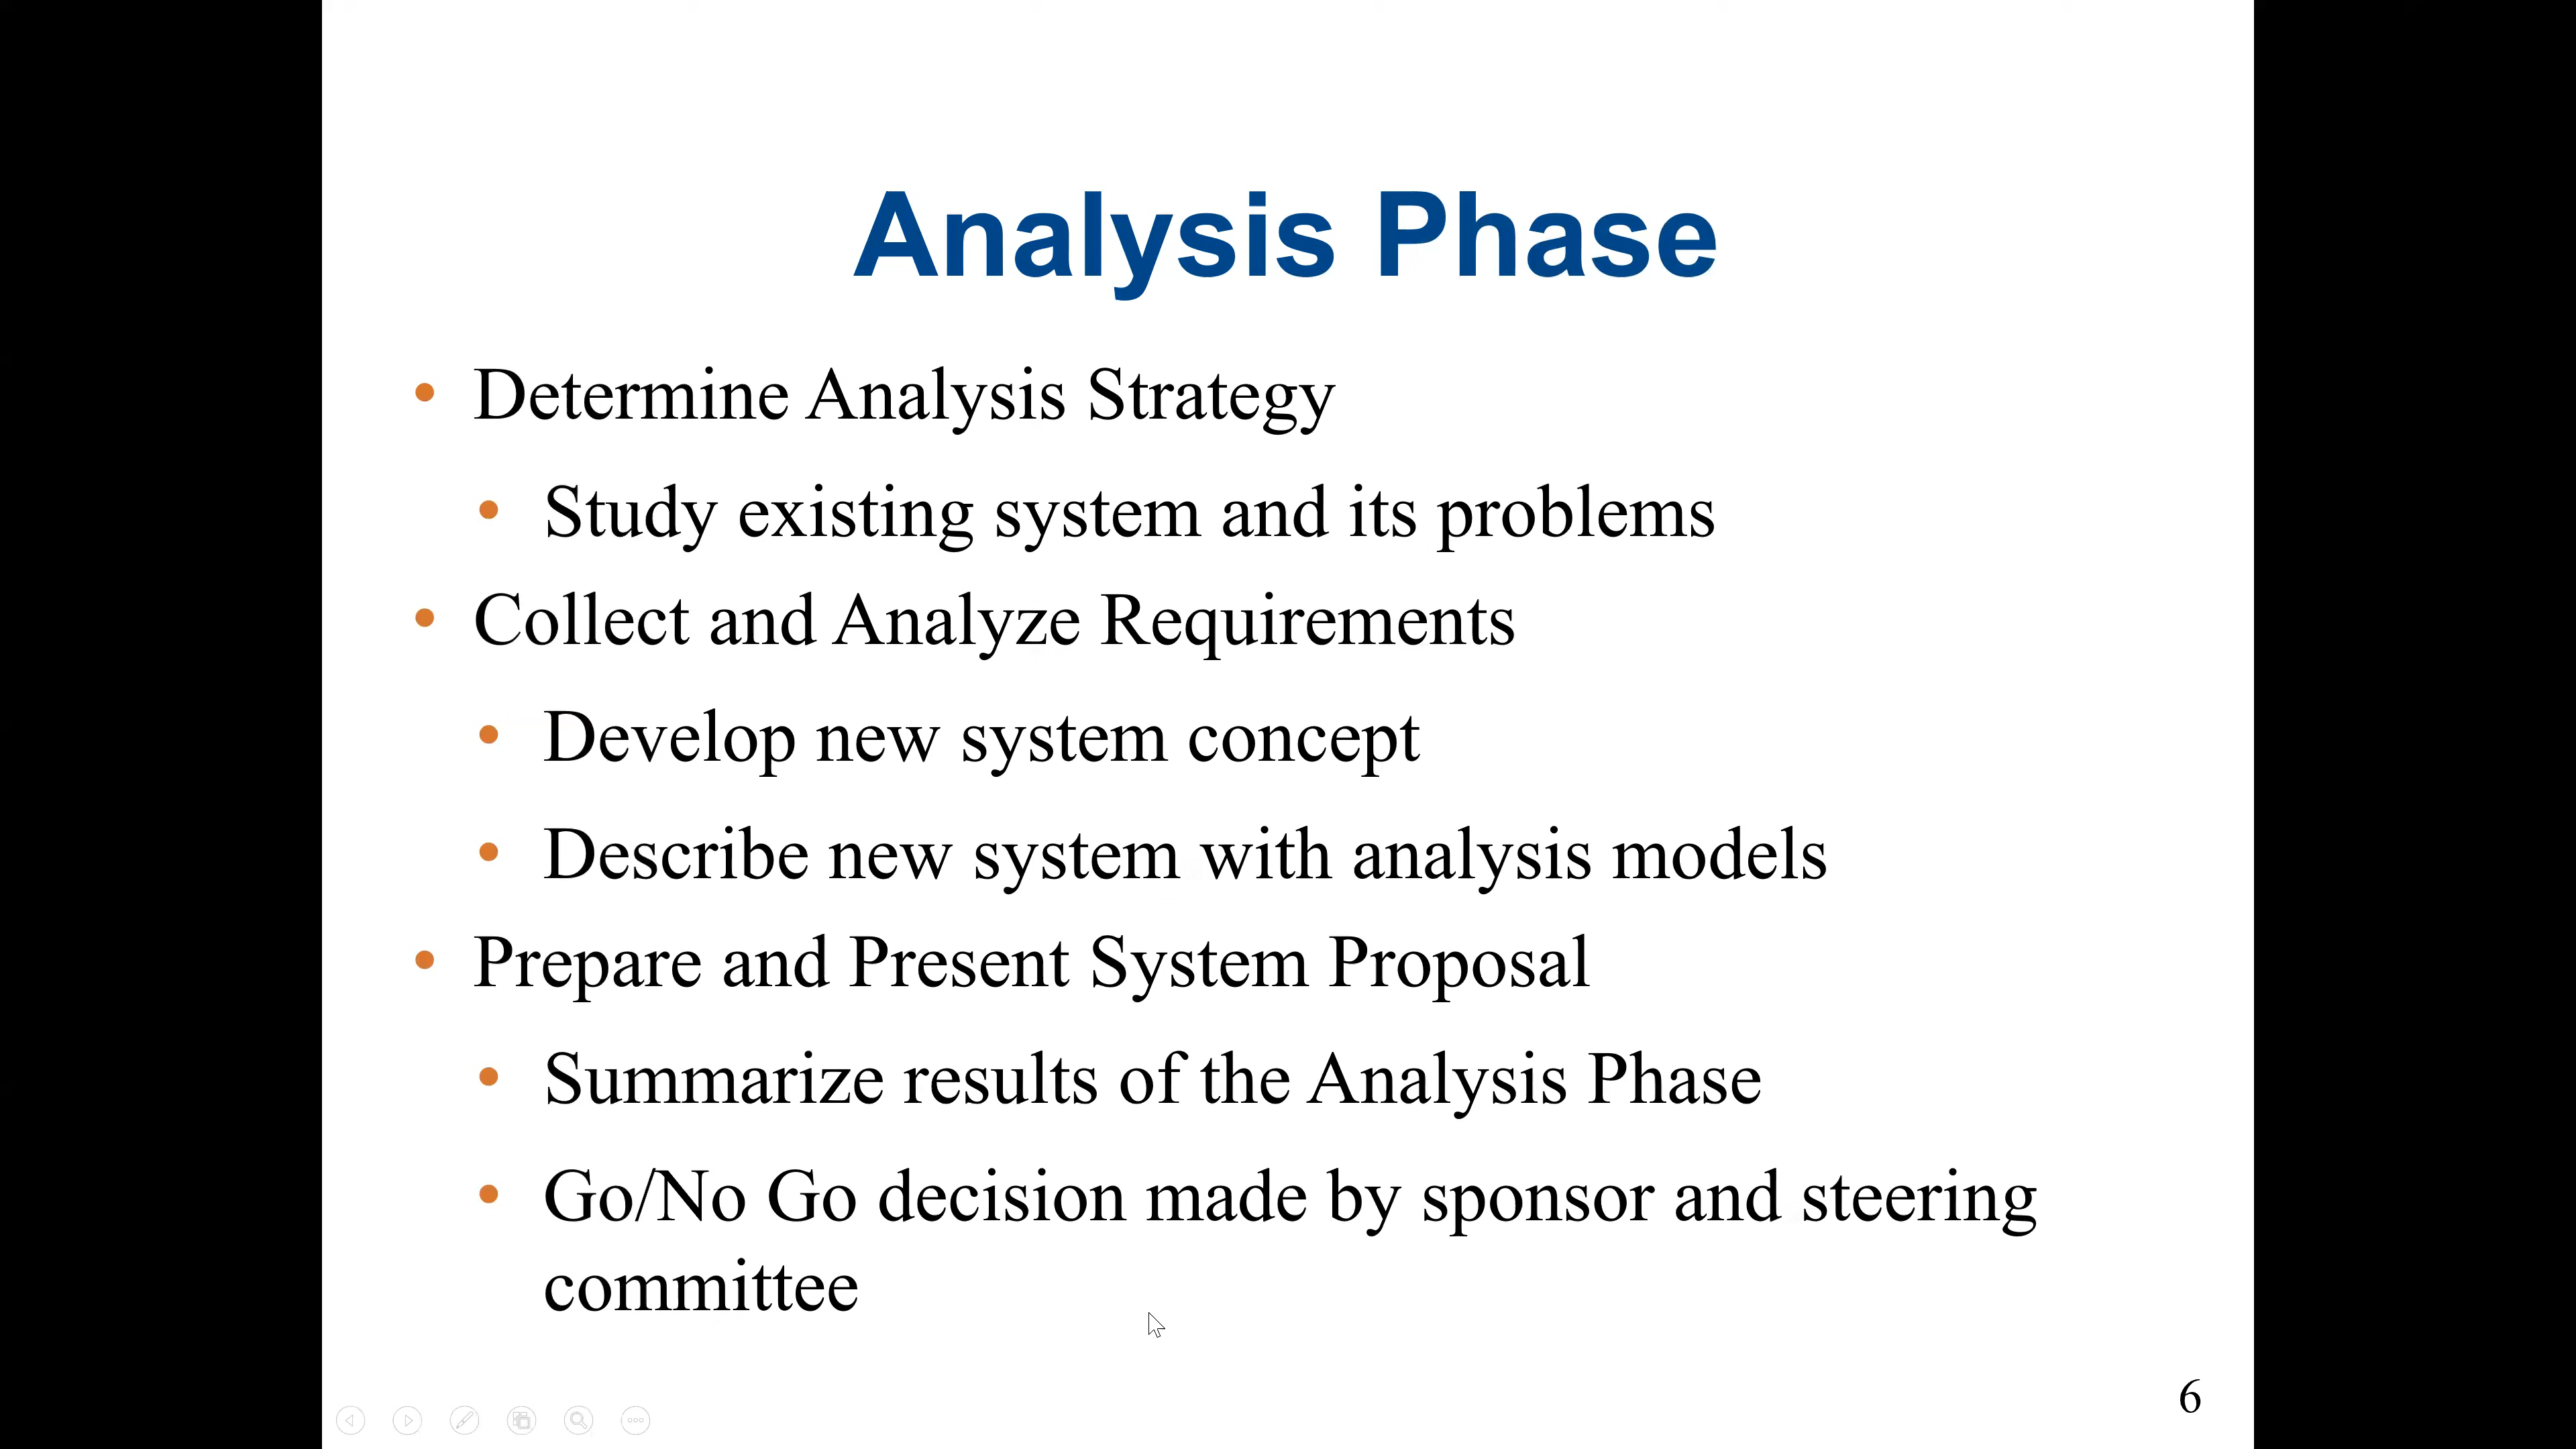 Analysis Phase
• Determine Analysis Strategy
• Study existing system and its problems
• Collect and Analyze Requirements
• Develop new system concept
• Describe new system with analysis models
• Prepare and Present System Proposal
• Summarize results of the Analysis Phase
• Go/No Go decision made by sponsor and steering
committee
6